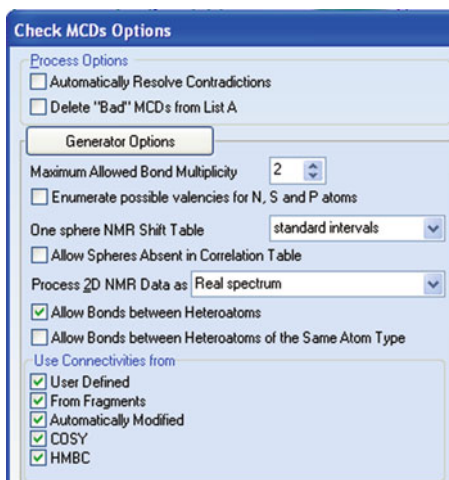 Check MCDs Options
Process Options
Automatically Resolve Contradictions
Delete "Bad" MCDs from List A
Generator Options
Maximum Allowed Bond Multiplicity 2
Enumerate possible valencies for N, S and P atoms
One sphere NMR Shift Table standard intervals
Allow Spheres Absent in Correlation Table
Process 2D NMR Data as Real spectrum
Allow Bonds between Heteroatoms
Allow Bonds between Heteroatoms of the Same Atom Type
Use Connectivities from
User Defined
From Fragments
Automatically Modified
COSY
HMBC